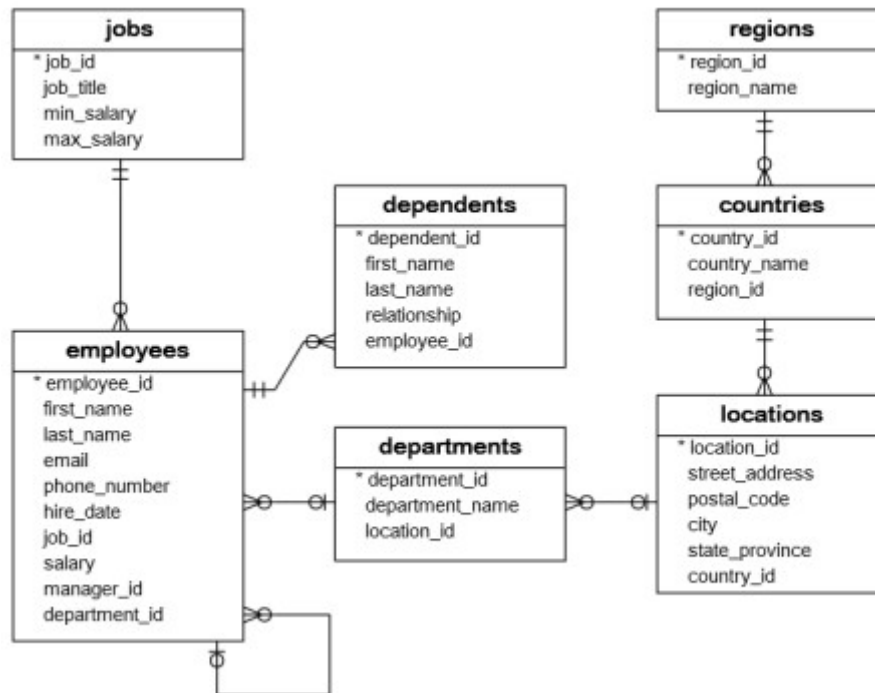 jobs
* job_id
job_title
min_salary
max_salary
regions
* region_id
region_name
dependents
* dependent_id
first_name
last_name
relationship
employee_id
countries
* country_id
country_name
region_id
employees
* employee_id
first_name
last_name
email
phone_number
hire_date
job_id
salary
manager_id
department_id
departments
* department_id
department_name
location_id
locations
* location_id
street_address
postal_code
city
state_province
country_id